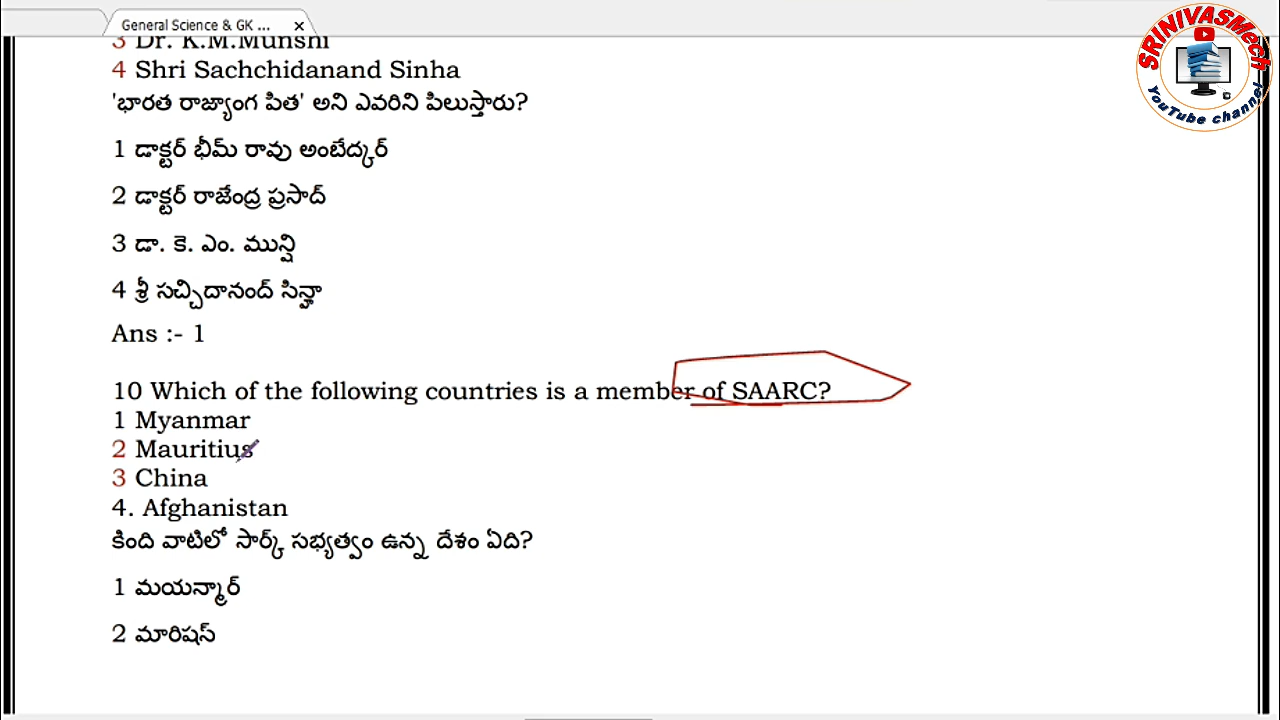 General Science & GK ...
SRINIVASMech
YouTube channel
3 Dr. K.M.Munshi
4 Shri Sachchidanand Sinha
'భారత రాజ్యాంగ పిత' అని ఎవరిని పిలుస్తారు?
1 డాక్టర్ భీమ్ రావు అంబేద్కర్
2 డాక్టర్ రాజేంద్ర ప్రసాద్
3 డా. కె. ఎం. మున్షి
4 శ్రీ సచ్చిదానంద్ సిన్హా
Ans :- 1
10 Which of the following countries is a member of SAARC?
1 Myanmar
2 Mauritius
3 China
4. Afghanistan
కింది వాటిలో సార్క్ సభ్యత్వం ఉన్న దేశం ఏది?
1 మయన్మార్
2 మారిషస్